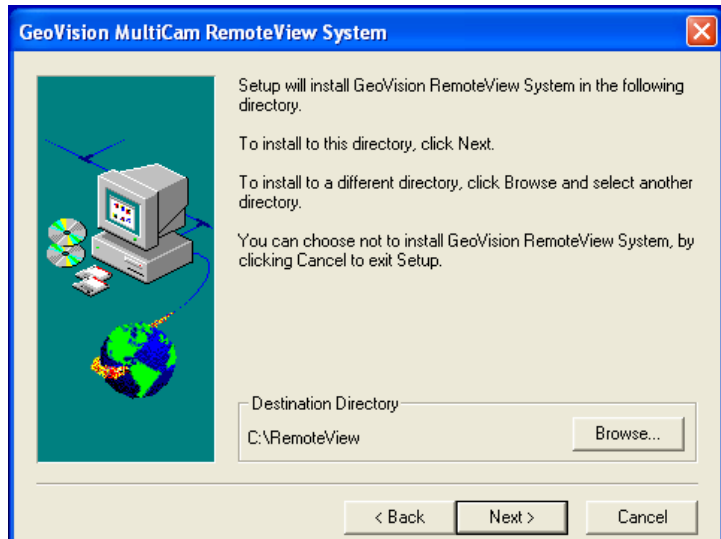 GeoVision MultiCam RemoteView System
Setup will install GeoVision RemoteView System in the following
directory.
To install to this directory, click Next.
To install to a different directory, click Browse and select another
directory.
You can choose not to install GeoVision RemoteView System, by
clicking Cancel to exit Setup.
Destination Directory
C:\RemoteView
Browse...
< Back
Next >
Cancel